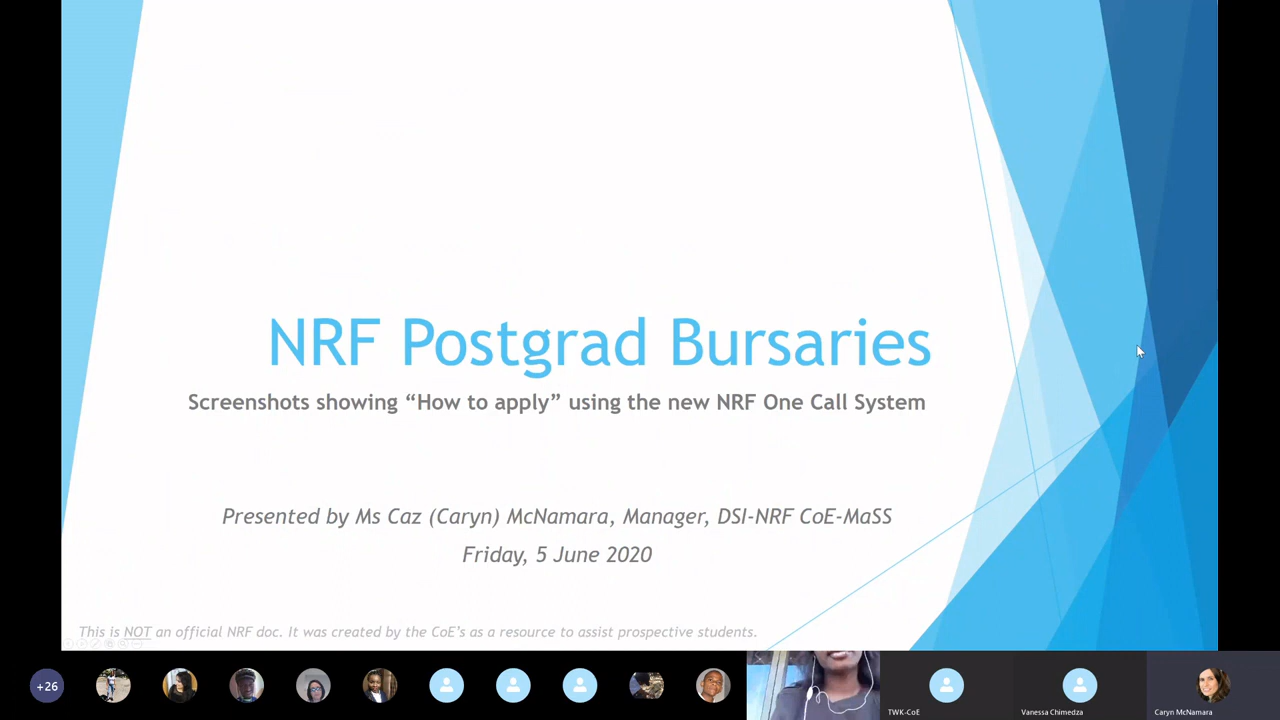 NRF Postgrad Bursaries
Screenshots showing “How to apply” using the new NRF One Call System
Presented by Ms Caz (Caryn) McNamara, Manager, DSI-NRF CoE-MaSS
Friday, 5 June 2020
This is NOT an official NRF doc. It was created by the CoE’s as a resource to assist prospective students.
+26
TWK-CoE
Vanessa Chimedza
Caryn McNamara